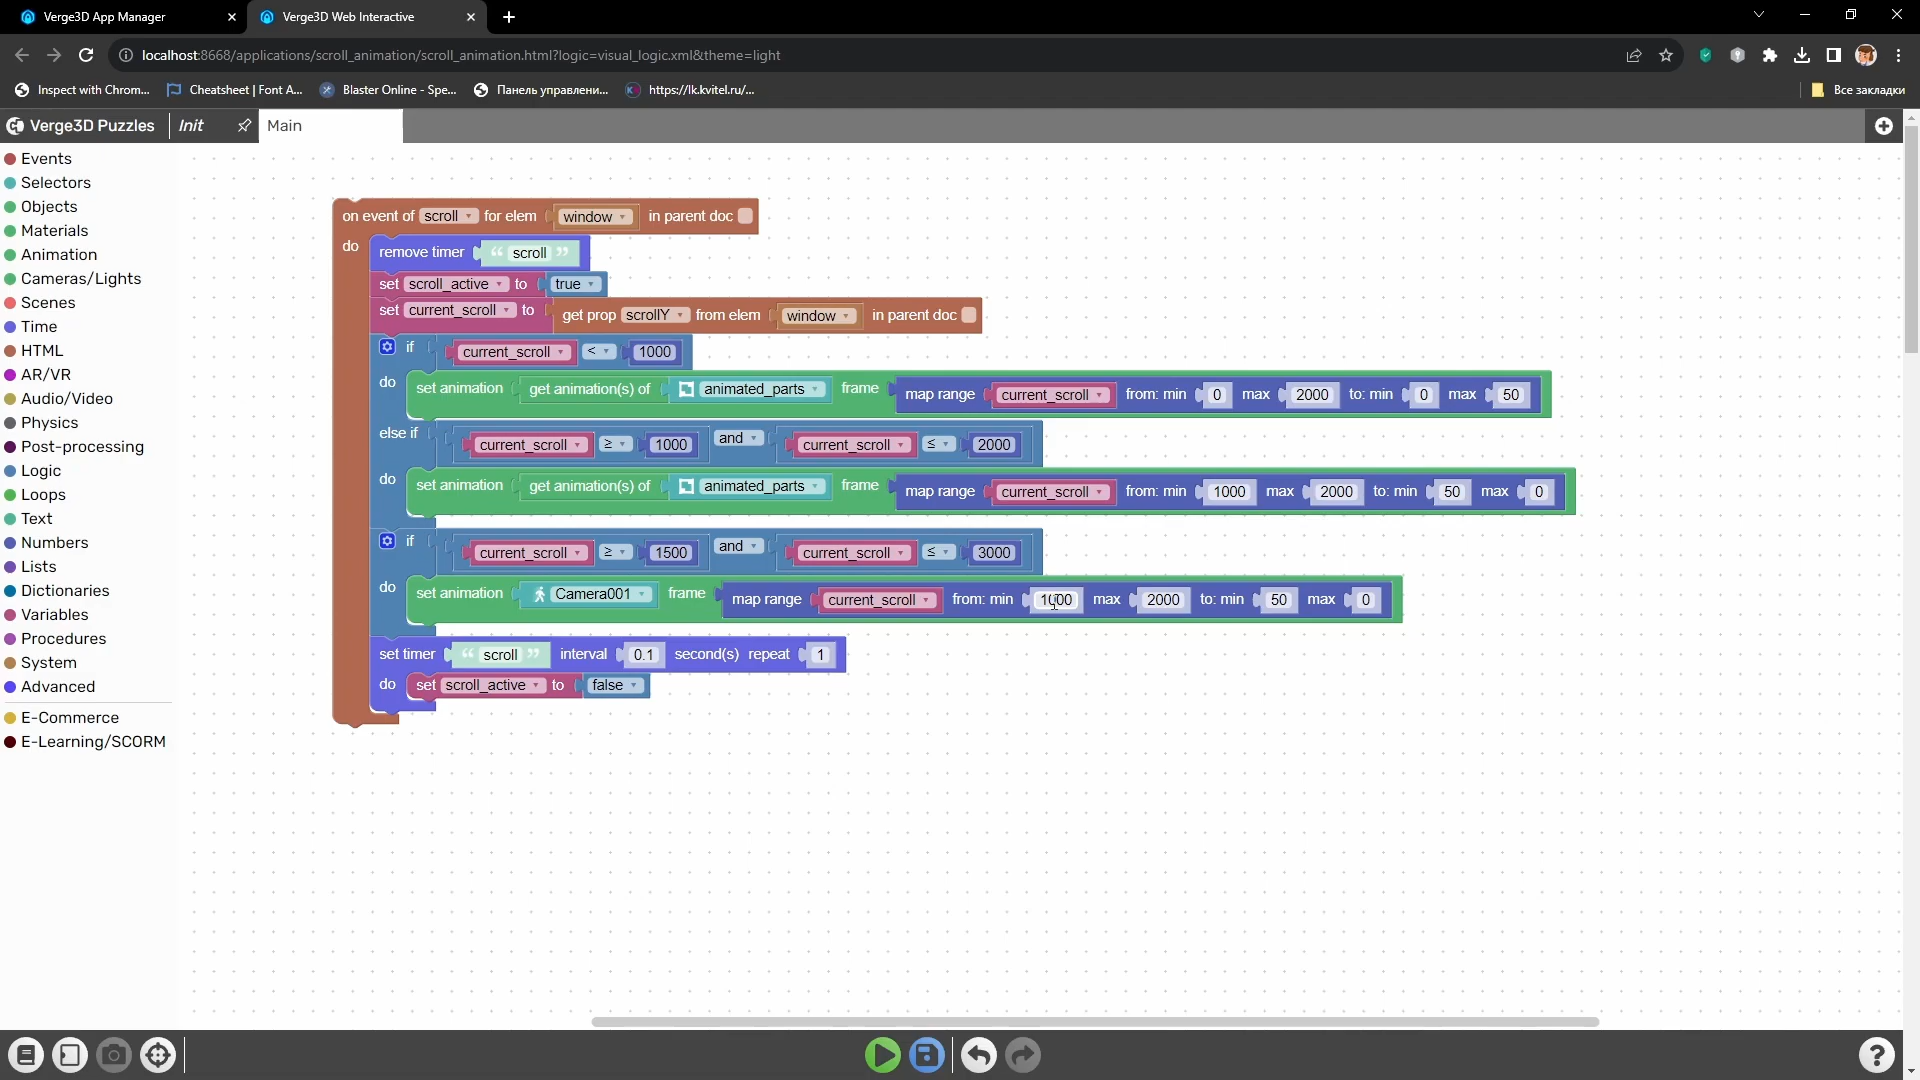 Verge3D App Manager
Verge3D Web Interactive
localhost:8668/applications/scroll_animation/scroll_animation.html?logic=visual_logic.xml&theme=light
Inspect with Chrom...
Cheatsheet | Font A...
Blaster Online - Spe...
Панель управлени...
https://lk.kvitel.ru/...
Все закладки
Verge3D Puzzles
Init
Main
Events
Selectors
Objects
Materials
Animation
Cameras/Lights
Scenes
Time
HTML
AR/VR
Audio/Video
Physics
Post-processing
Logic
Loops
Text
Numbers
Lists
Dictionaries
Variables
Procedures
System
Advanced
E-Commerce
E-Learning/SCORM
on event of scroll for elem window in parent doc
do
remove timer “ scroll ”
set scroll_active to true
set current_scroll to get prop scrollY from elem window in parent doc
if current_scroll < 1000
do set animation get animation(s) of animated_parts frame map range current_scroll from: min 0 max 2000 to: min 0 max 50
else if current_scroll ≥ 1000 and current_scroll ≤ 2000
do set animation get animation(s) of animated_parts frame map range current_scroll from: min 1000 max 2000 to: min 50 max 0
if current_scroll ≥ 1500 and current_scroll ≤ 3000
do set animation Camera001 frame map range current_scroll from: min 1000 max 2000 to: min 50 max 0
set timer “ scroll ” interval 0.1 second(s) repeat 1
do set scroll_active to false
?